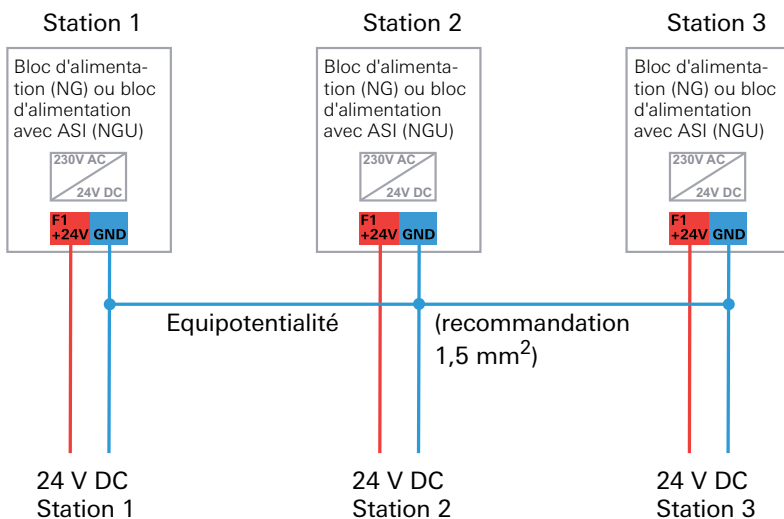 Station 1
Bloc d'alimenta-
tion (NG) ou bloc
d'alimentation
avec ASI (NGU)
230V AC
24V DC
F1
+24V GND
Station 2
Bloc d'alimenta-
tion (NG) ou bloc
d'alimentation
avec ASI (NGU)
230V AC
24V DC
F1
+24V GND
Station 3
Bloc d'alimenta-
tion (NG) ou bloc
d'alimentation
avec ASI (NGU)
230V AC
24V DC
F1
+24V GND
Equipotentialité
(recommandation
1,5 mm²)
24 V DC
Station 1
24 V DC
Station 2
24 V DC
Station 3